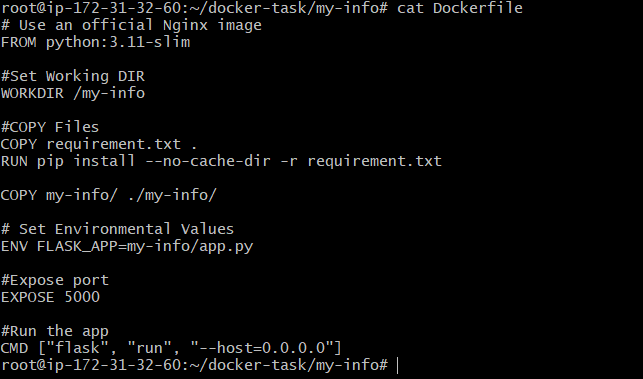 root@ip-172-31-32-60:~/docker-task/my-info# cat Dockerfile
# Use an official Nginx image
FROM python:3.11-slim
#Set Working DIR
WORKDIR /my-info
#COPY Files
COPY requirement.txt .
RUN pip install --no-cache-dir -r requirement.txt
COPY my-info/ ./my-info/
# Set Environmental Values
ENV FLASK_APP=my-info/app.py
#Expose port
EXPOSE 5000
#Run the app
CMD ["flask", "run", "--host=0.0.0.0"]
root@ip-172-31-32-60:~/docker-task/my-info#